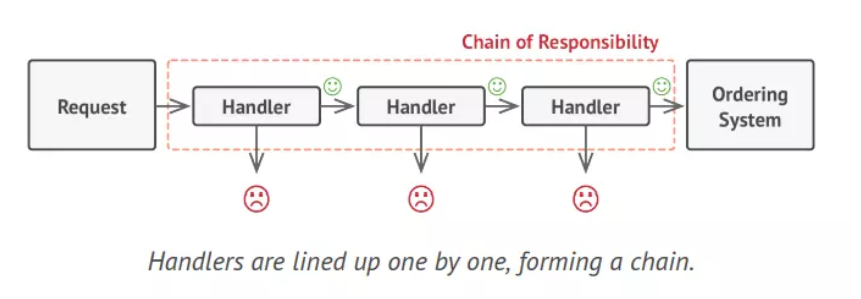 Chain of Responsibility
Request
Handler
Handler
Handler
Ordering
System
Handlers are lined up one by one, forming a chain.